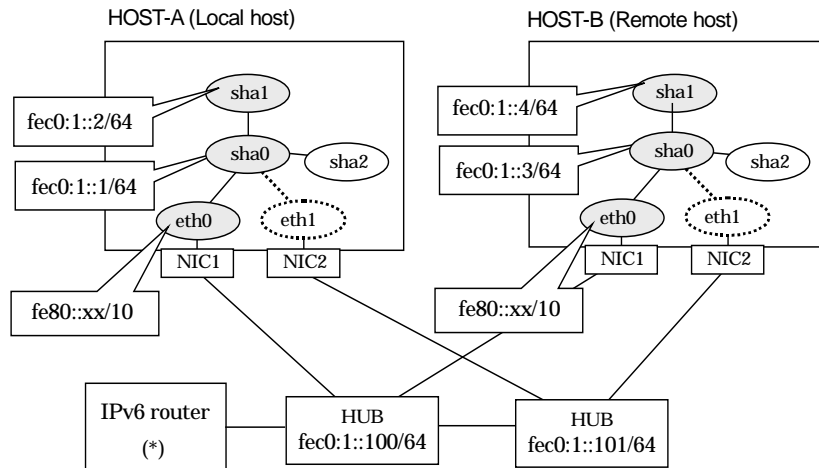 HOST-A (Local host)
HOST-B (Remote host)
sha1
fec0:1::2/64
sha0
sha2
fec0:1::1/64
eth0
eth1
NIC1
NIC2
fe80::xx/10
sha1
fec0:1::4/64
sha0
sha2
fec0:1::3/64
eth0
eth1
NIC1
NIC2
fe80::xx/10
IPv6 router
(*)
HUB
fec0:1::100/64
HUB
fec0:1::101/64